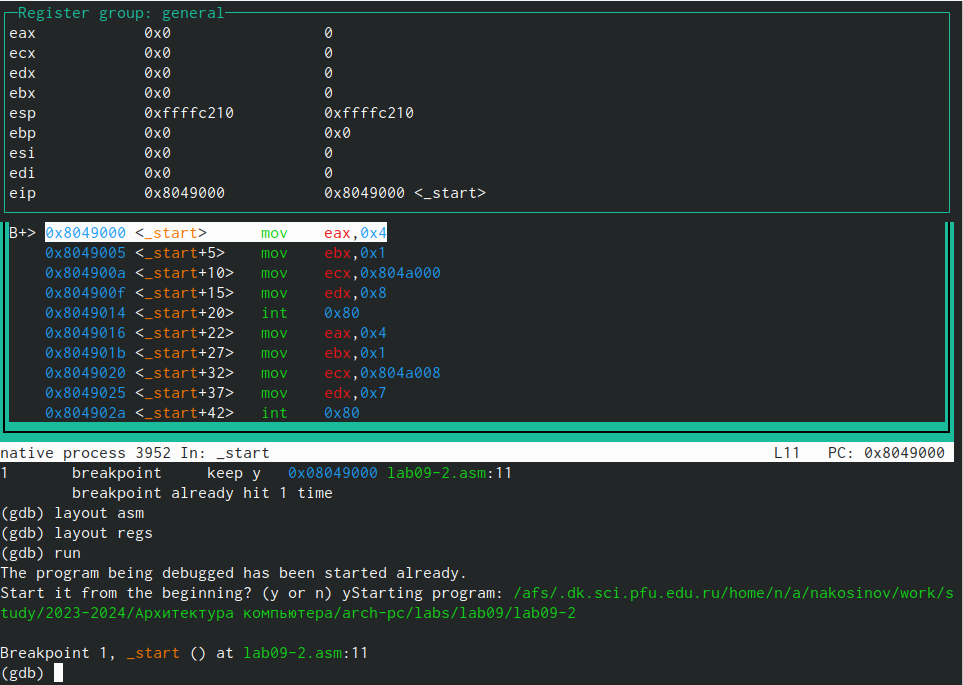 Register group: general
eax 0x0 0
ecx 0x0 0
edx 0x0 0
ebx 0x0 0
esp 0xffffc210 0xffffc210
ebp 0x0 0x0
esi 0x0 0
edi 0x0 0
eip 0x8049000 0x8049000 <_start>
B+> 0x8049000 <_start> mov eax,0x4
0x8049005 <_start+5> mov ebx,0x1
0x804900a <_start+10> mov ecx,0x804a000
0x804900f <_start+15> mov edx,0x8
0x8049014 <_start+20> int 0x80
0x8049016 <_start+22> mov eax,0x4
0x804901b <_start+27> mov ebx,0x1
0x8049020 <_start+32> mov ecx,0x804a008
0x8049025 <_start+37> mov edx,0x7
0x804902a <_start+42> int 0x80
native process 3952 In: _start L11 PC: 0x8049000
1 breakpoint keep y 0x08049000 lab09-2.asm:11
breakpoint already hit 1 time
(gdb) layout asm
(gdb) layout regs
(gdb) run
The program being debugged has been started already.
Start it from the beginning? (y or n) yStarting program: /afs/.dk.sci.pfu.edu.ru/home/n/a/nakosinov/work/s
tudy/2023-2024/Архитектура компьютера/arch-pc/labs/lab09/lab09-2
Breakpoint 1, _start () at lab09-2.asm:11
(gdb)